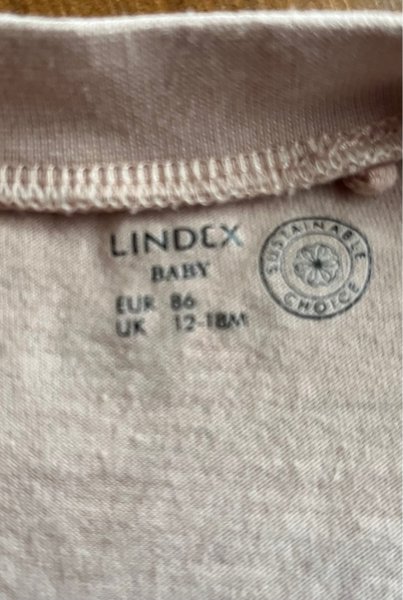 LINDEX
BABY
EUR 86
UK 12-18M
SUSTAINABLE
CHOICE